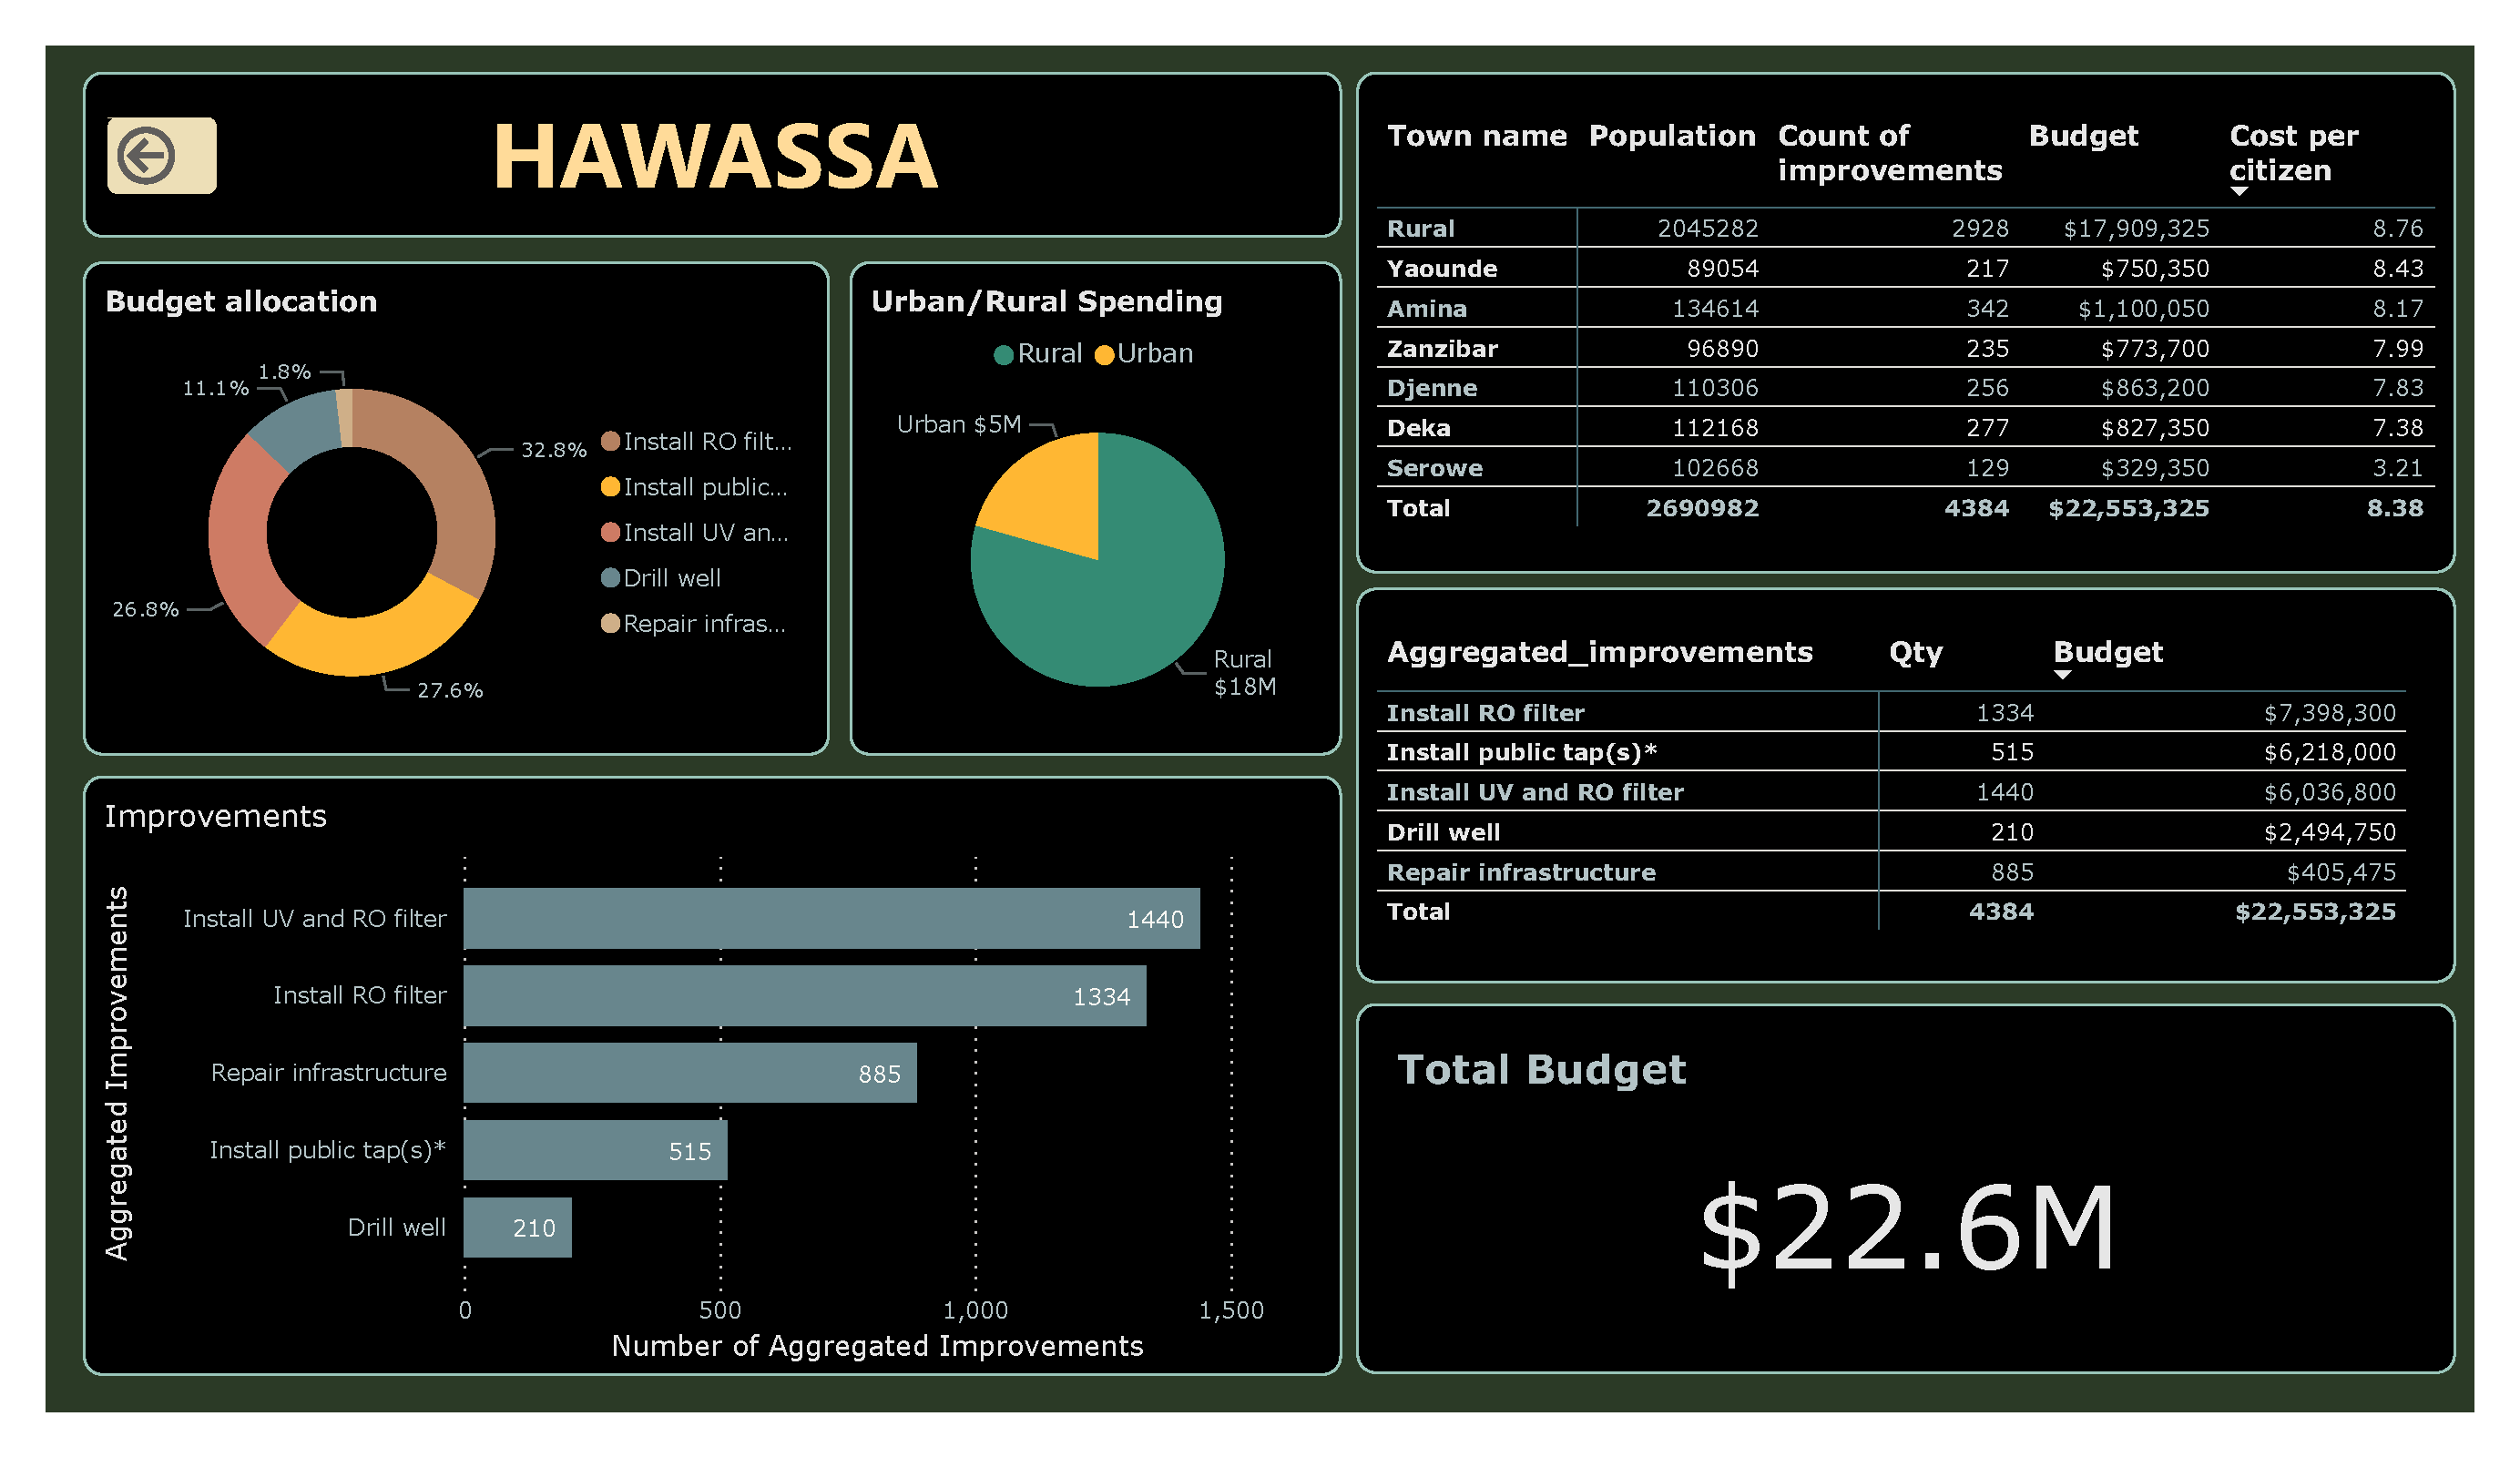 HAWASSA
Budget allocation
1.8%
11.1%
32.8%
26.8%
27.6%
Install RO filt...
Install public...
Install UV an...
Drill well
Repair infras...
Urban/Rural Spending
Rural Urban
Urban $5M
Rural
$18M
Improvements
Aggregated Improvements
Install UV and RO filter 1440
Install RO filter 1334
Repair infrastructure 885
Install public tap(s)* 515
Drill well 210
0 500 1,000 1,500
Number of Aggregated Improvements
Town name Population Count of Budget Cost per
improvements citizen
Rural 2045282 2928 $17,909,325 8.76
Yaounde 89054 217 $750,350 8.43
Amina 134614 342 $1,100,050 8.17
Zanzibar 96890 235 $773,700 7.99
Djenne 110306 256 $863,200 7.83
Deka 112168 277 $827,350 7.38
Serowe 102668 129 $329,350 3.21
Total 2690982 4384 $22,553,325 8.38
Aggregated_improvements Qty Budget
Install RO filter 1334 $7,398,300
Install public tap(s)* 515 $6,218,000
Install UV and RO filter 1440 $6,036,800
Drill well 210 $2,494,750
Repair infrastructure 885 $405,475
Total 4384 $22,553,325
Total Budget
$22.6M